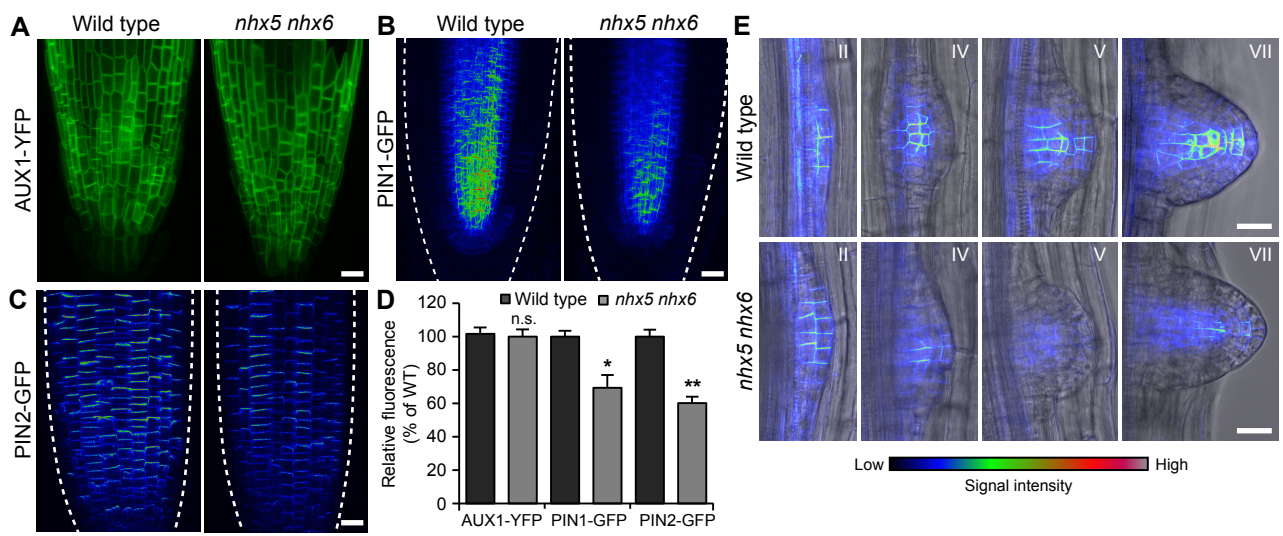 A
Wild type
nhx5 nhx6
AUX1-YFP
B
Wild type
nhx5 nhx6
PIN1-GFP
C
PIN2-GFP
D
Wild type
nhx5 nhx6
Relative fluorescence
(% of WT)
120
100
80
60
40
20
0
n.s.
*
**
AUX1-YFP
PIN1-GFP
PIN2-GFP
E
Wild type
II
IV
V
VII
nhx5 nhx6
II
IV
V
VII
Low
High
Signal intensity